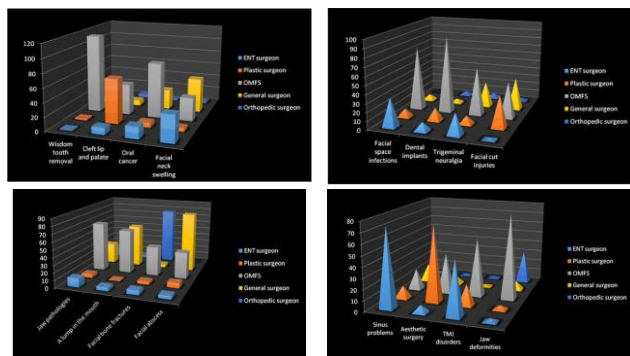 120
100
80
60
40
20
0
Wisdom
tooth
removal
Cleft lip
and palate
Oral
cancer
Facial
neck
swelling
ENT surgeon
Plastic surgeon
OMFS
General surgeon
Orthopedic surgeon
100
90
80
70
60
50
40
30
20
10
0
Facial
space
infections
Dental
implants
Trigeminal
neuralgia
Facial cut
injuries
ENT surgeon
Plastic surgeon
OMFS
General surgeon
Orthopedic surgeon
90
80
70
60
50
40
30
20
10
0
Jaw pathologies
A lump in the mouth
Facial bone fractures
Facial abscess
ENT surgeon
Plastic surgeon
OMFS
General surgeon
Orthopedic surgeon
80
70
60
50
40
30
20
10
0
Sinus
problems
Aesthetic
surgery
TMJ
disorders
Jaw
deformities
ENT surgeon
Plastic surgeon
OMFS
General surgeon
Orthopedic surgeon